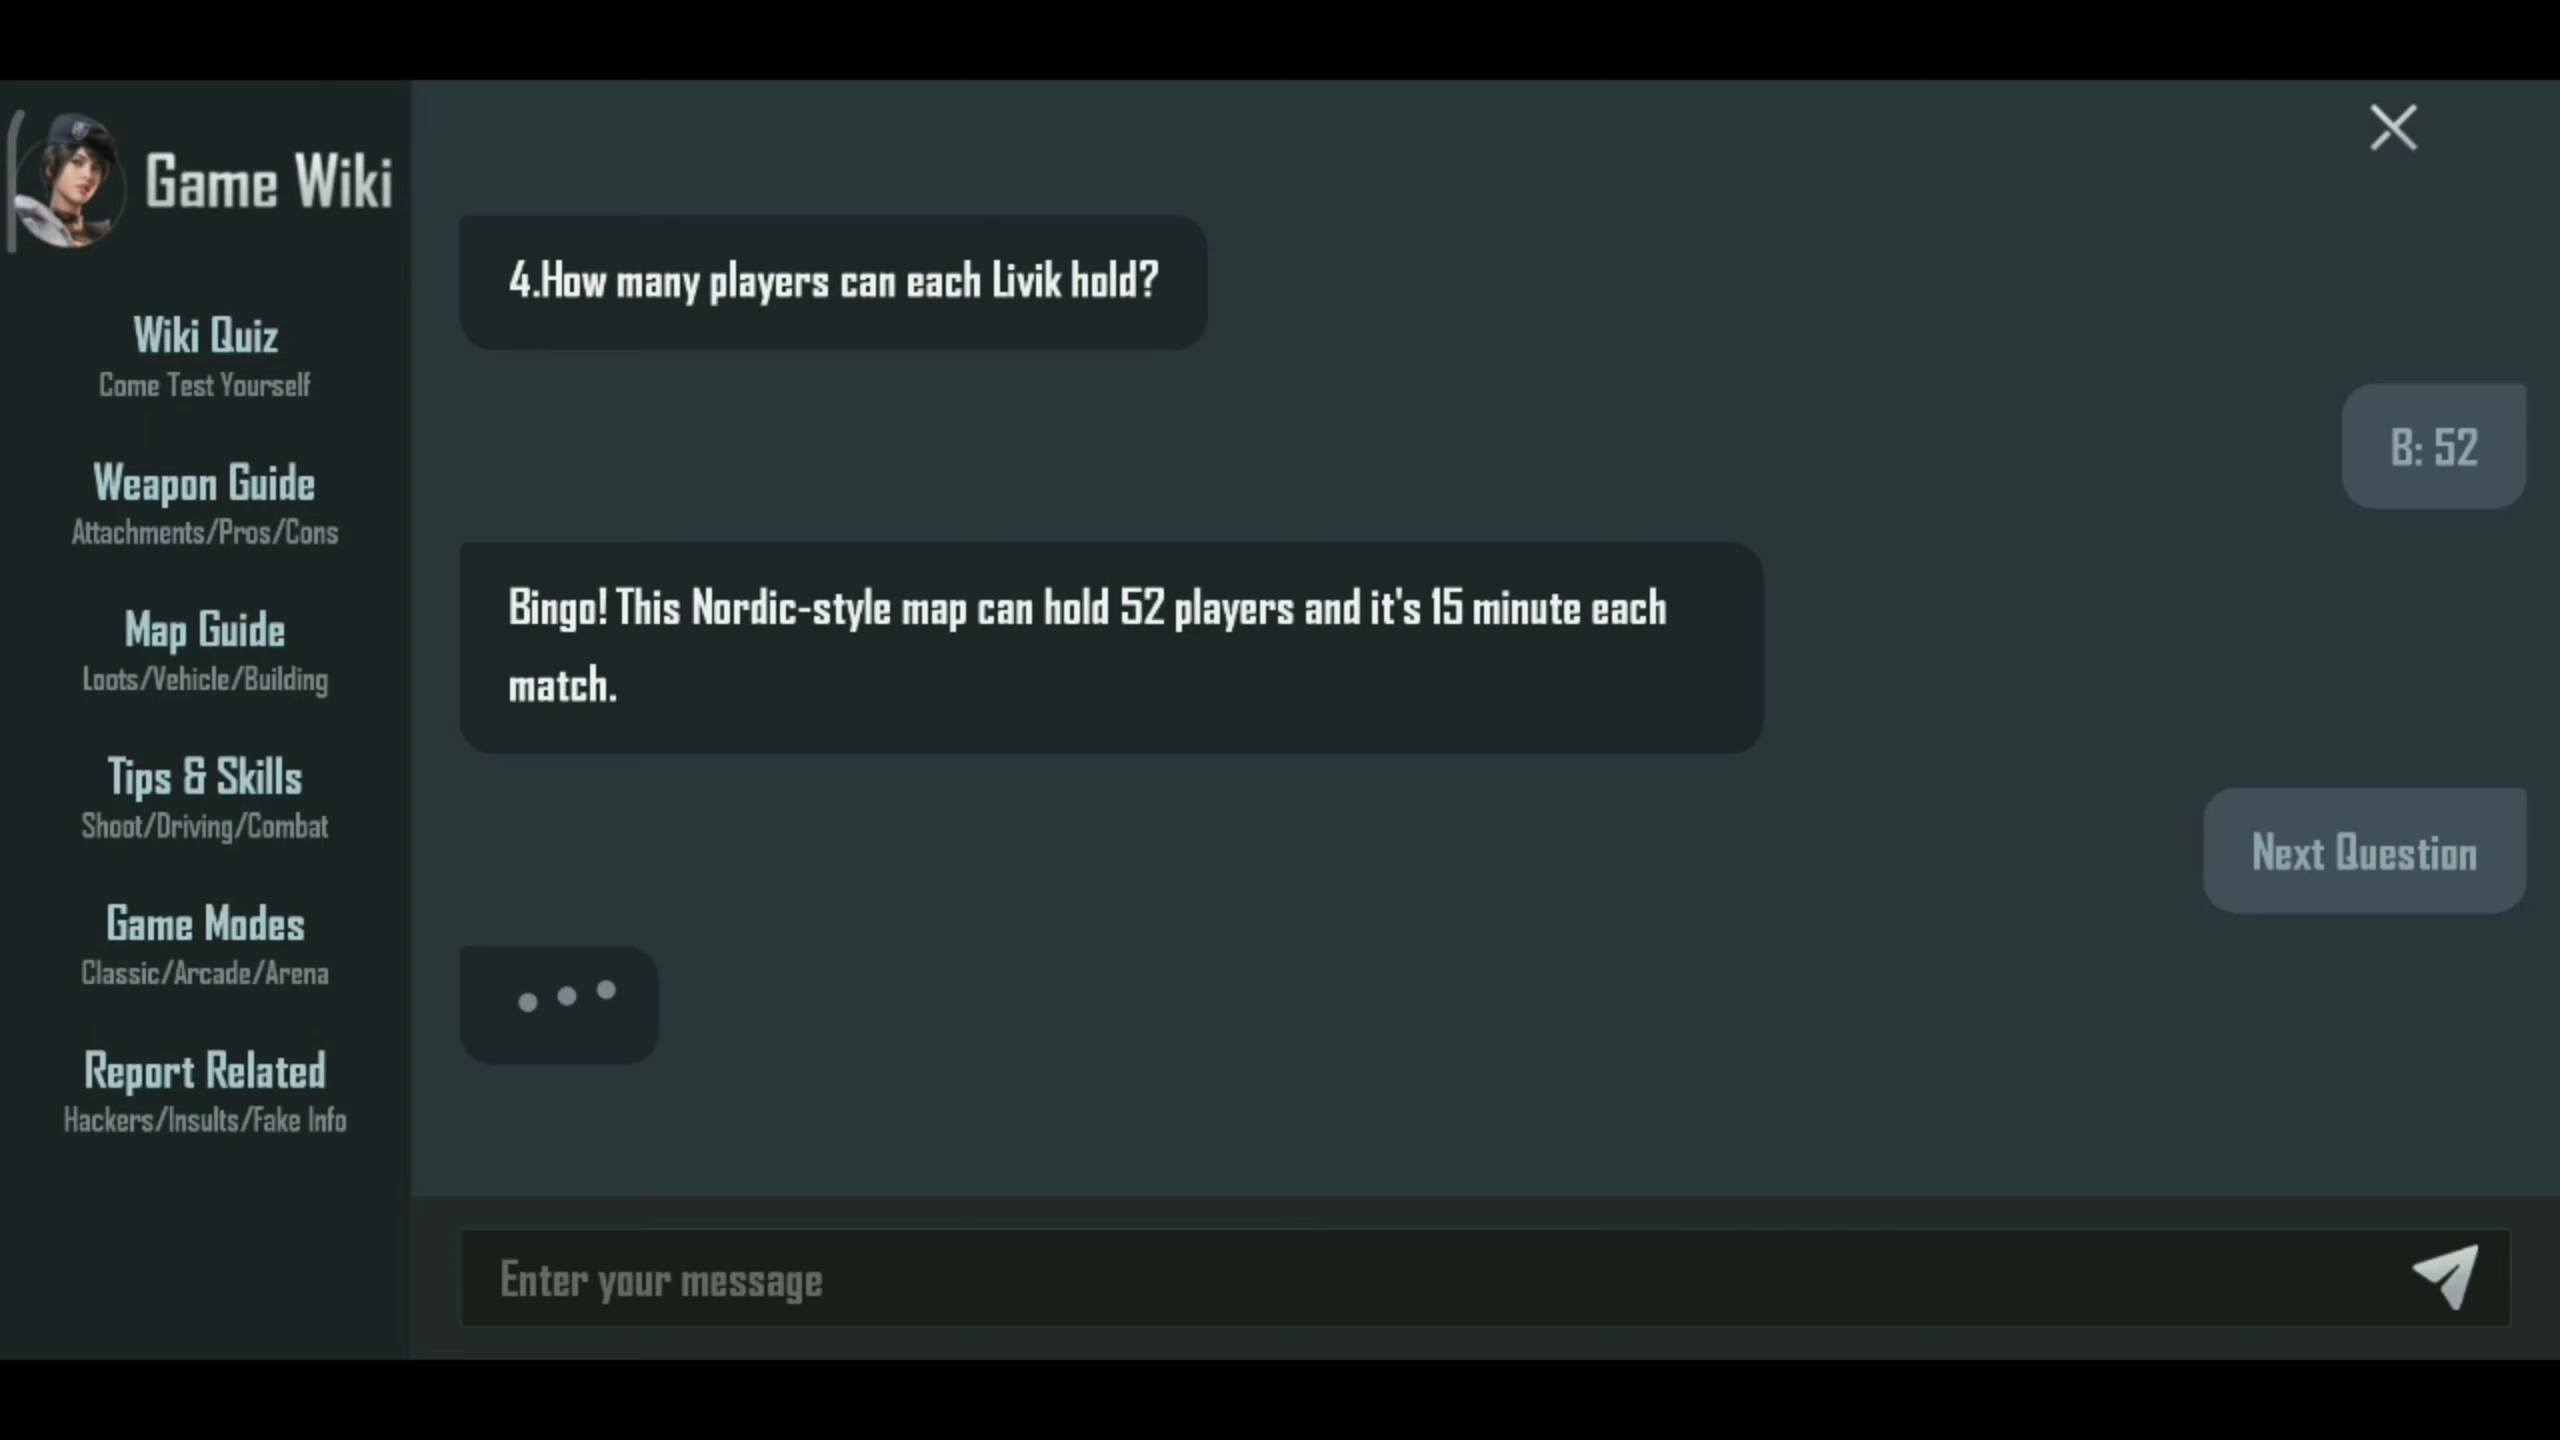 Game Wiki
Wiki Quiz
Come Test Yourself
Weapon Guide
Attachments/Pros/Cons
Map Guide
Loots/Vehicle/Building
Tips & Skills
Shoot/Driving/Combat
Game Modes
Classic/Arcade/Arena
Report Related
Hackers/Insults/Fake Info
4.How many players can each Livik hold?
B: 52
Bingo! This Nordic-style map can hold 52 players and it's 15 minute each
match.
Next Question
Enter your message